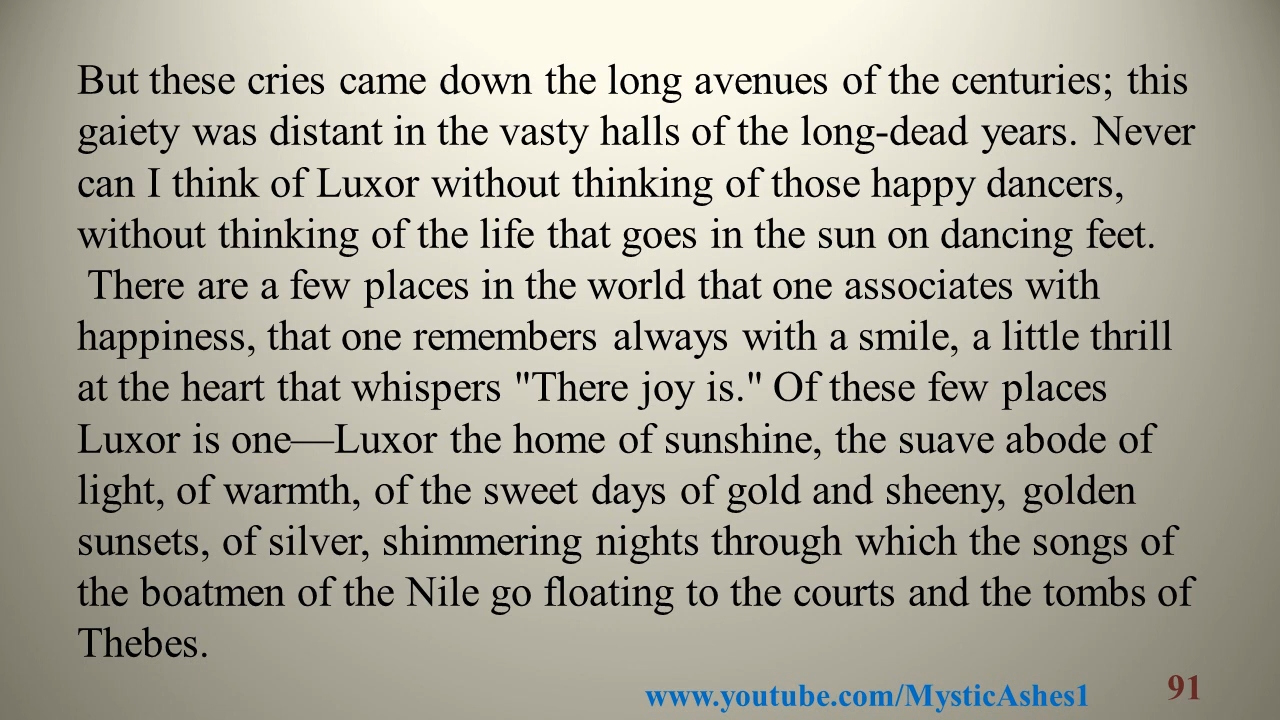 But these cries came down the long avenues of the centuries; this
gaiety was distant in the vasty halls of the long-dead years. Never
can I think of Luxor without thinking of those happy dancers,
without thinking of the life that goes in the sun on dancing feet.
There are a few places in the world that one associates with
happiness, that one remembers always with a smile, a little thrill
at the heart that whispers "There joy is." Of these few places
Luxor is one—Luxor the home of sunshine, the suave abode of
light, of warmth, of the sweet days of gold and sheeny, golden
sunsets, of silver, shimmering nights through which the songs of
the boatmen of the Nile go floating to the courts and the tombs of
Thebes.
www.youtube.com/MysticAshes1
91